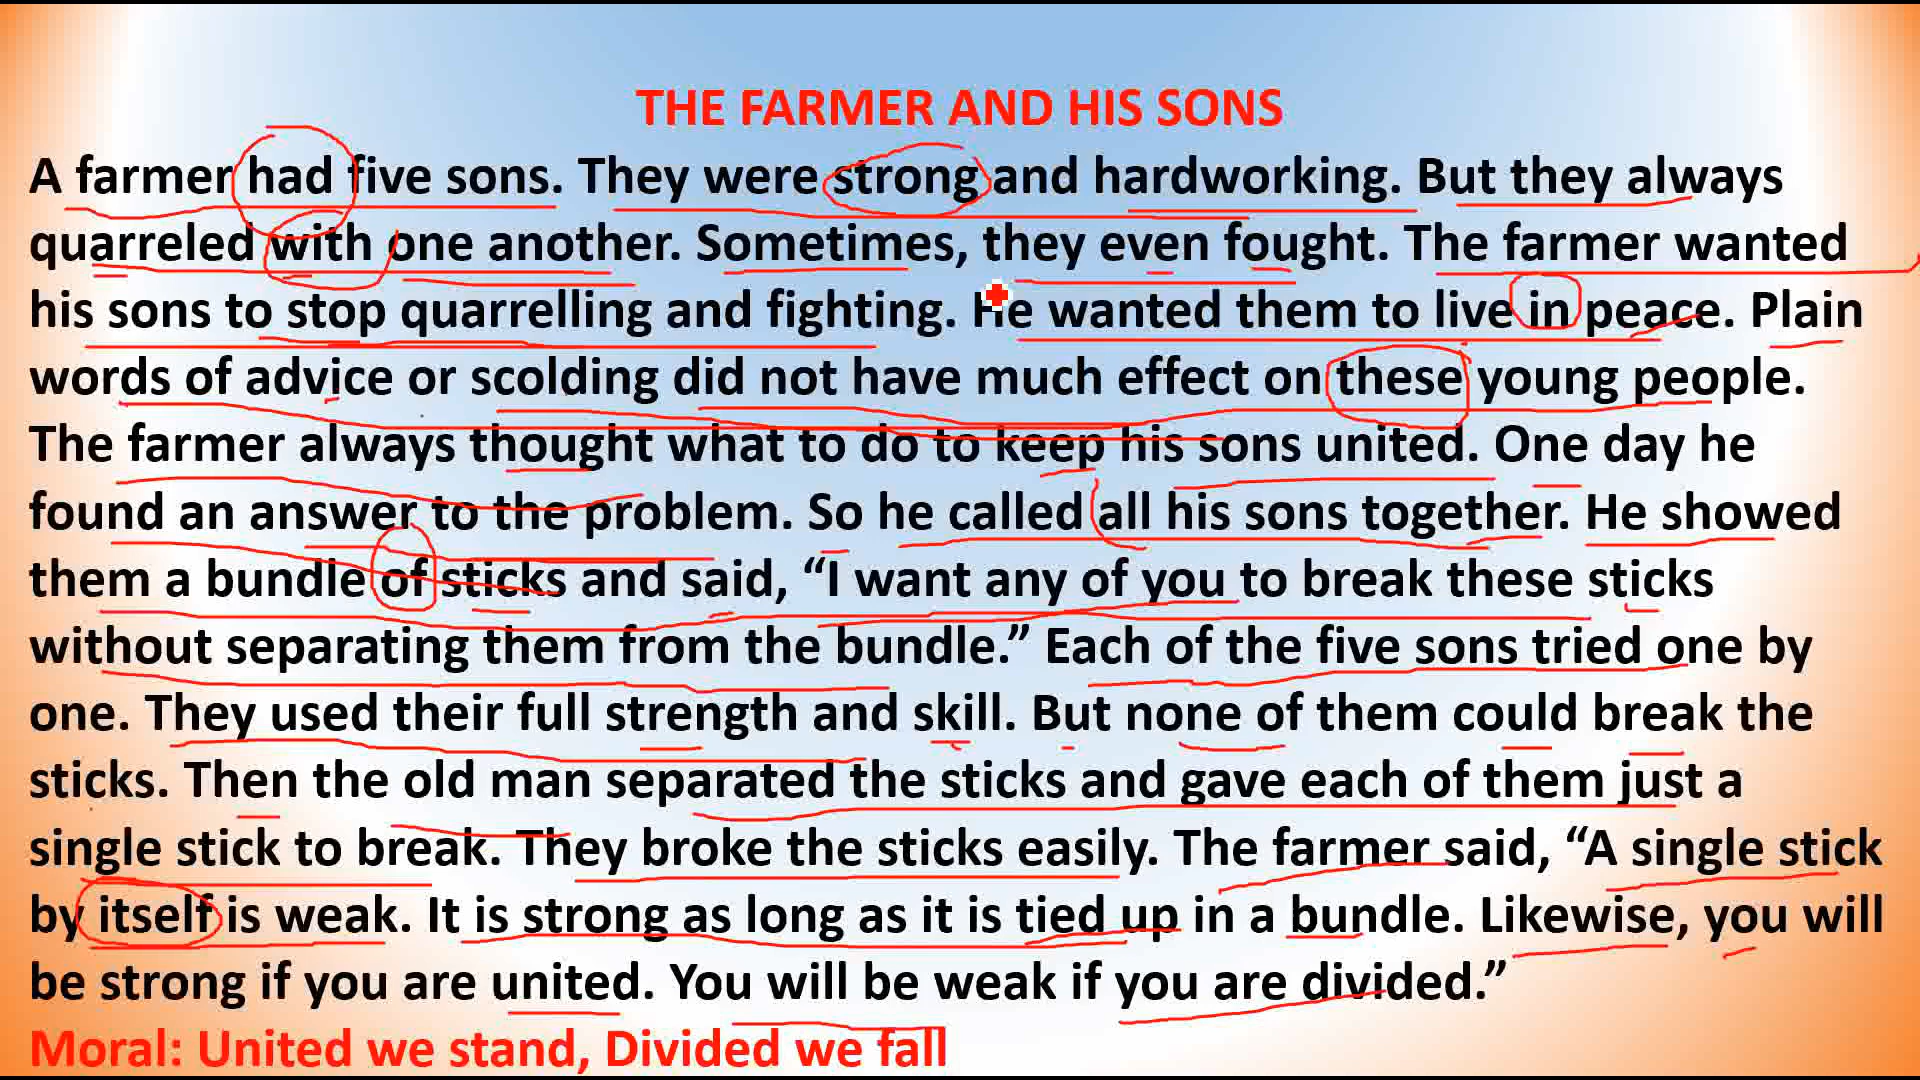 THE FARMER AND HIS SONS
A farmer had five sons. They were strong and hardworking. But they always
quarreled with one another. Sometimes, they even fought. The farmer wanted
his sons to stop quarrelling and fighting. He wanted them to live in peace. Plain
words of advice or scolding did not have much effect on these young people.
The farmer always thought what to do to keep his sons united. One day he
found an answer to the problem. So he called all his sons together. He showed
them a bundle of sticks and said, “I want any of you to break these sticks
without separating them from the bundle.” Each of the five sons tried one by
one. They used their full strength and skill. But none of them could break the
sticks. Then the old man separated the sticks and gave each of them just a
single stick to break. They broke the sticks easily. The farmer said, “A single stick
by itself is weak. It is strong as long as it is tied up in a bundle. Likewise, you will
be strong if you are united. You will be weak if you are divided.”
Moral: United we stand, Divided we fall